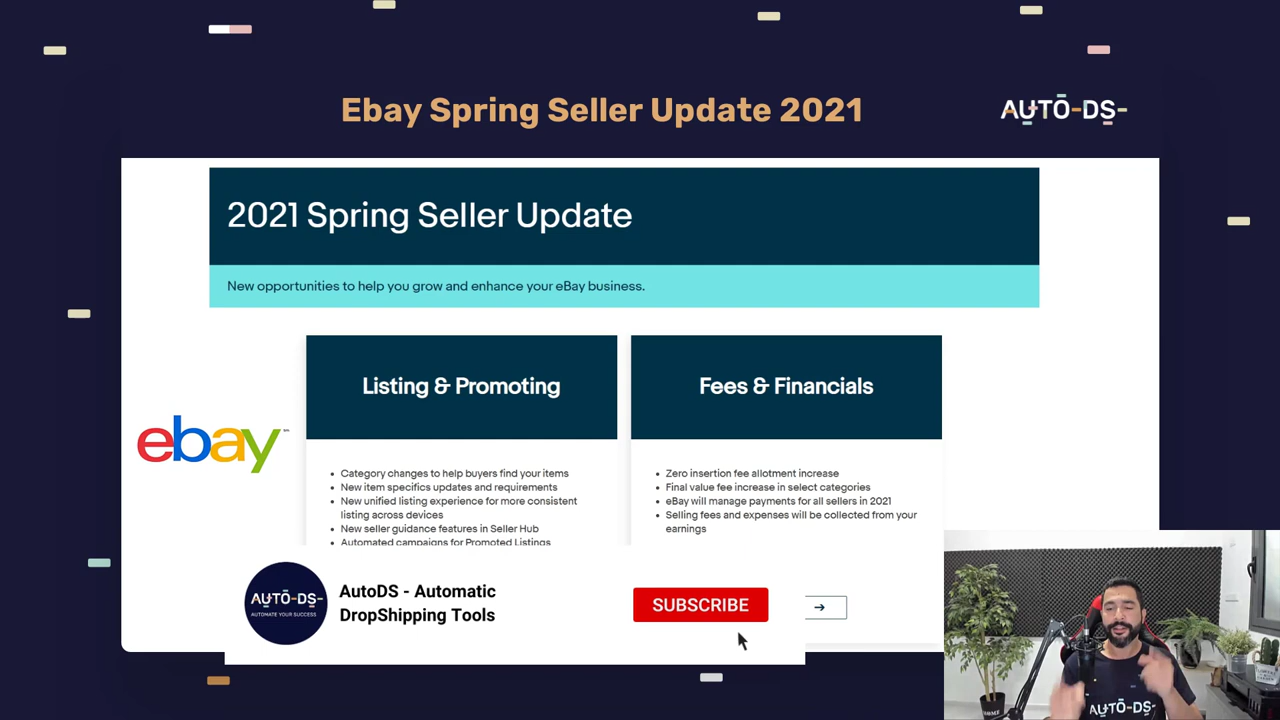 Ebay Spring Seller Update 2021
AUTO-DS-
2021 Spring Seller Update
New opportunities to help you grow and enhance your eBay business.
Listing & Promoting
Fees & Financials
ebay
Category changes to help buyers find your items
New item specifics updates and requirements
New unified listing experience for more consistent
listing across devices
New seller guidance features in Seller Hub
Automated campaigns for Promoted Listings
Zero insertion fee allotment increase
Final value fee increase in select categories
eBay will manage payments for all sellers in 2021
Selling fees and expenses will be collected from your
earnings
AUTO-DS-
AUTOMATE YOUR SUCCESS
AutoDS - Automatic
DropShipping Tools
SUBSCRIBE
AUTO-DS-